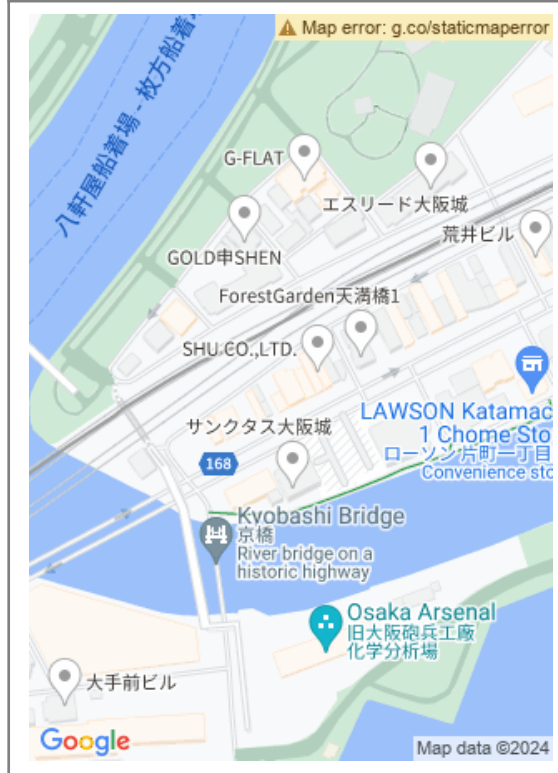 Map error: g.co/staticmaperror
八軒屋船着場 - 枚方船着場
G-FLAT
エスリード大阪城
荒井ビル
GOLD申SHEN
ForestGarden天満橋1
SHU CO.,LTD.
LAWSON Katamac
1 Chome Sto
ローソン 片町一丁目
Convenience sto
サンクタス大阪城
168
Kyobashi Bridge
京橋
River bridge on a
historic highway
Osaka Arsenal
旧大阪砲兵工廠
化学分析場
大手前ビル
Google
Map data ©2024